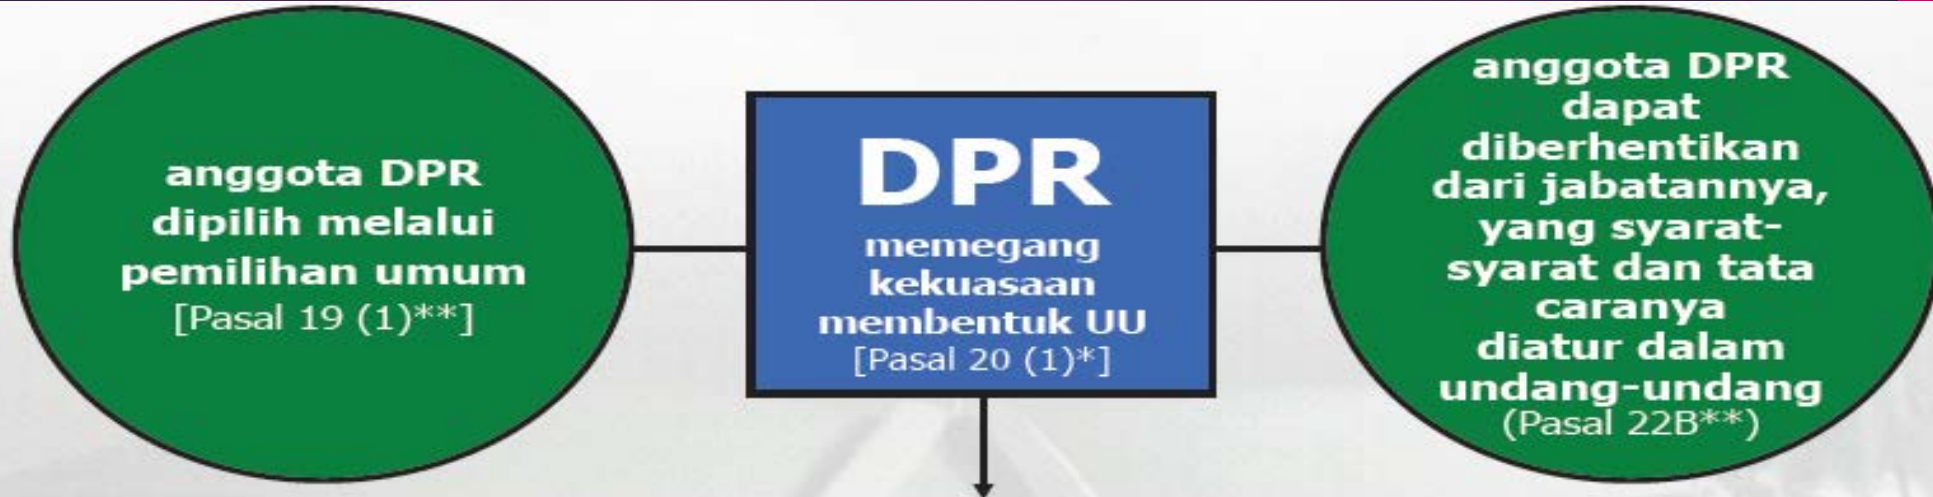 anggota DPR
dipilih melalui
pemilihan umum
[Pasal 19 (1)**]
DPR
memegang
kekuasaan
membentuk UU
[Pasal 20 (1)*]
anggota DPR
dapat
diberhentikan
dari jabatannya,
yang syarat-
syarat dan tata
caranya
diatur dalam
undang-undang
(Pasal 22B**)